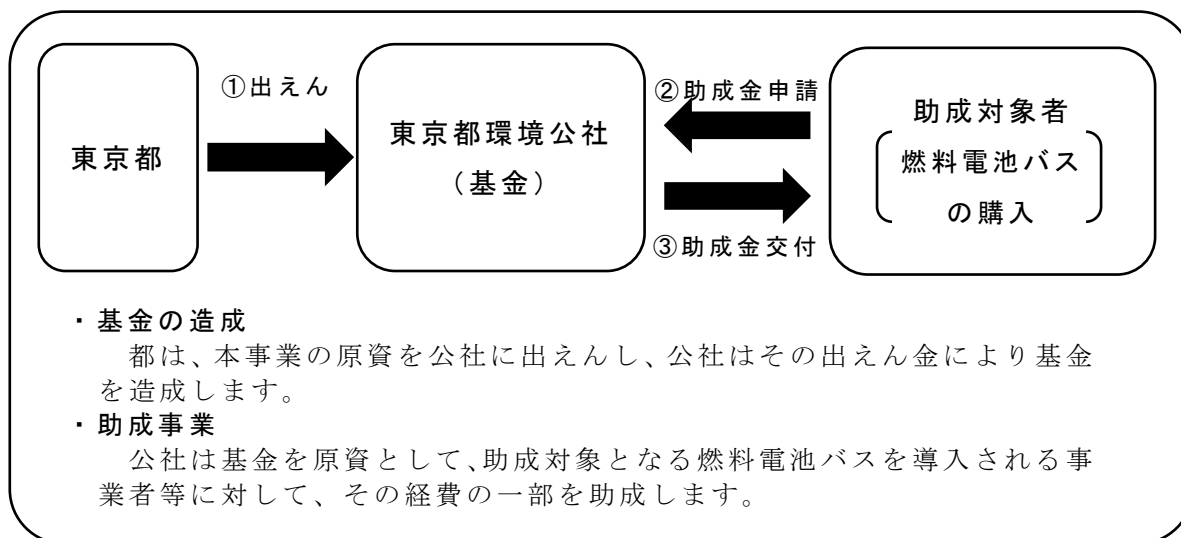 東京都
①出えん
東京都環境公社
（基金）
②助成金申請
③助成金交付
助成対象者
燃料電池バス
の購入
・基金の造成
都は、本事業の原資を公社に出えんし、公社はその出えん金により基金
を造成します。
・助成事業
公社は基金を原資として、助成対象となる燃料電池バスを導入される事
業者等に対して、その経費の一部を助成します。